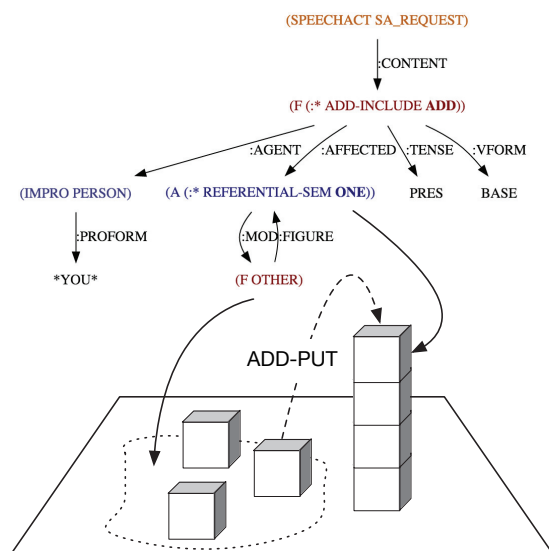 (SPEECHACT SA_REQUEST)
:CONTENT
(F (:* ADD-INCLUDE ADD))
:AGENT :AFFECTED :TENSE :VFORM
(IMPRO PERSON) (A (:* REFERENTIAL-SEM ONE)) PRES BASE
:PROFORM :MOD :FIGURE
*YOU* (F OTHER)
ADD-PUT